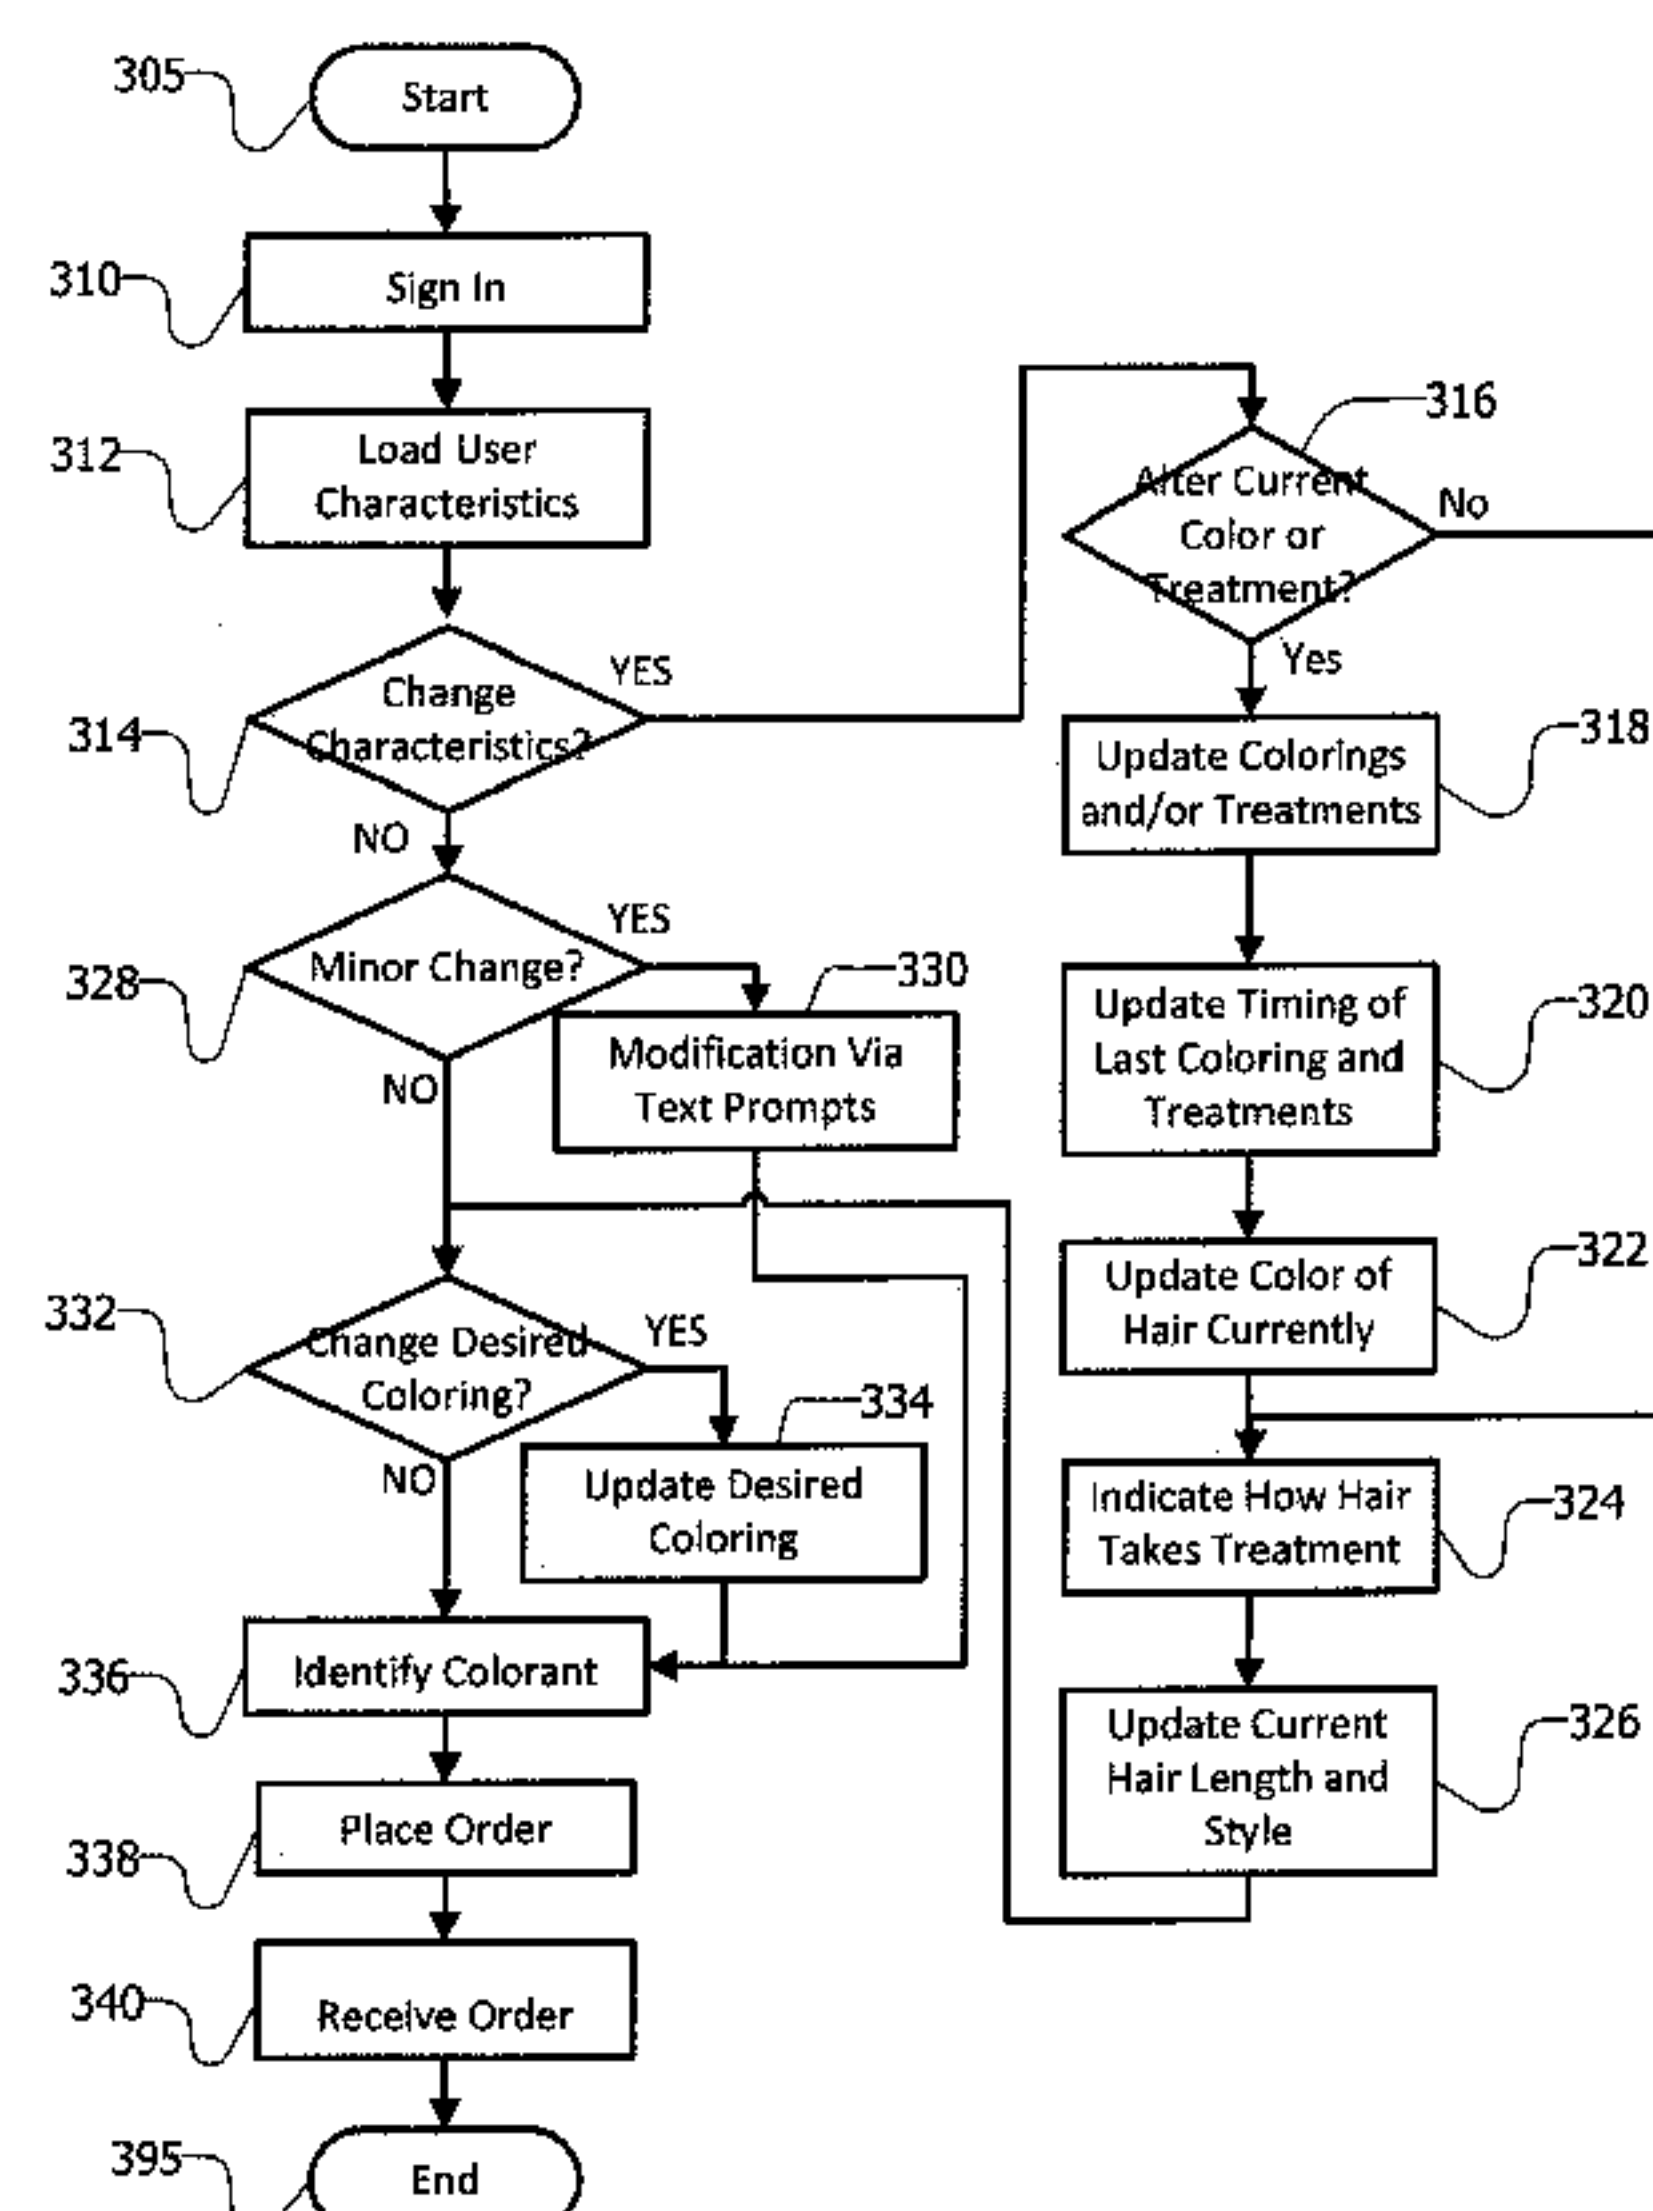 305
Start
310
Sign In
312
Load User
Characteristics
314
Change
Characteristics?
YES
NO
316
Alter Current
Color or
Treatment?
No
Yes
318
Update Colorings
and/or Treatments
320
Update Timing of
Last Coloring and
Treatments
322
Update Color of
Hair Currently
324
Indicate How Hair
Takes Treatment
326
Update Current
Hair Length and
Style
328
Minor Change?
YES
NO
330
Modification Via
Text Prompts
332
Change Desired
Coloring?
YES
NO
334
Update Desired
Coloring
336
Identify Colorant
338
Place Order
340
Receive Order
395
End